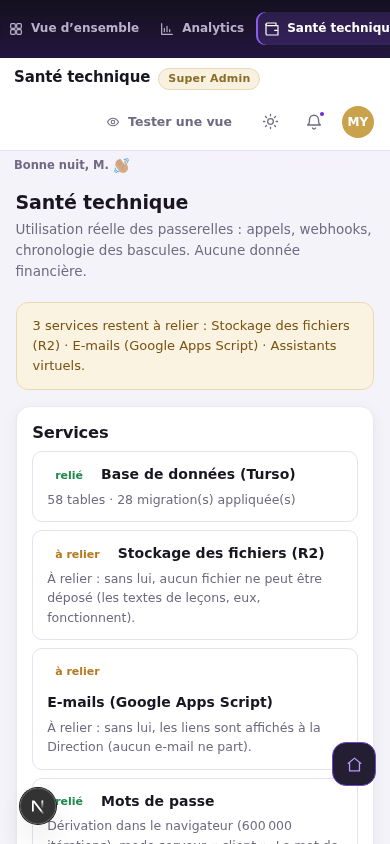 Vue d'ensemble Analytics Santé techniqu
Santé technique Super Admin
Tester une vue MY
Bonne nuit, M. 👋🏼
Santé technique
Utilisation réelle des passerelles : appels, webhooks,
chronologie des bascules. Aucune donnée
financière.
3 services restent à relier : Stockage des fichiers
(R2) · E-mails (Google Apps Script) · Assistants
virtuels.
Services
relié Base de données (Turso)
58 tables · 28 migration(s) appliquée(s)
à relier Stockage des fichiers (R2)
À relier : sans lui, aucun fichier ne peut être
déposé (les textes de leçons, eux,
fonctionnent).
à relier
E-mails (Google Apps Script)
À relier : sans lui, les liens sont affichés à la
Direction (aucun e-mail ne part).
relié Mots de passe
N
Dérivation dans le navigateur (600 000